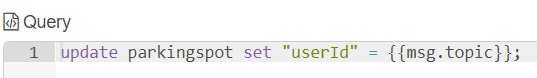 Query
1 update parkingspot set "userId" = {{msg.topic}};